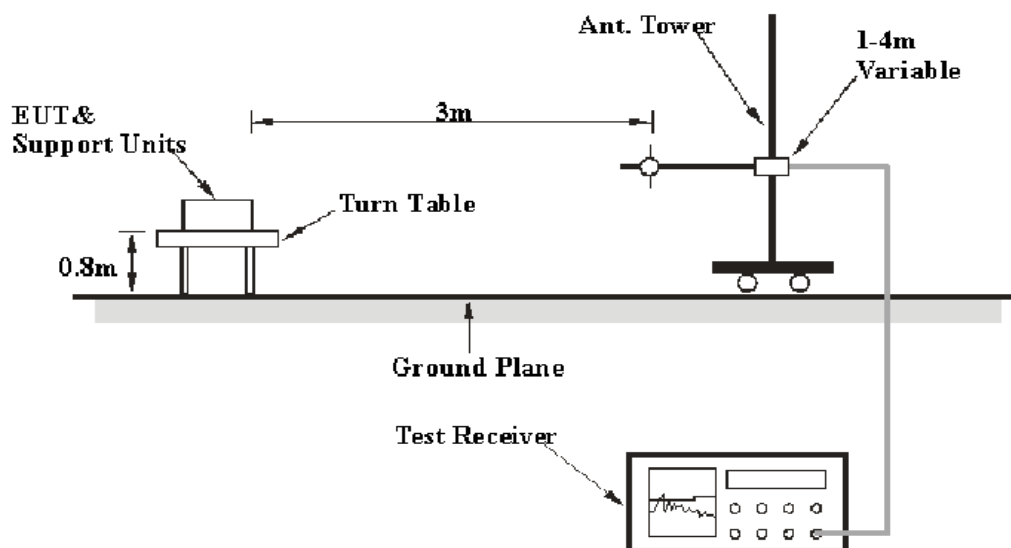 Ant. Tower
1-4m
Variable
3m
EUT&
Support Units
Turn Table
0.8m
Ground Plane
Test Receiver